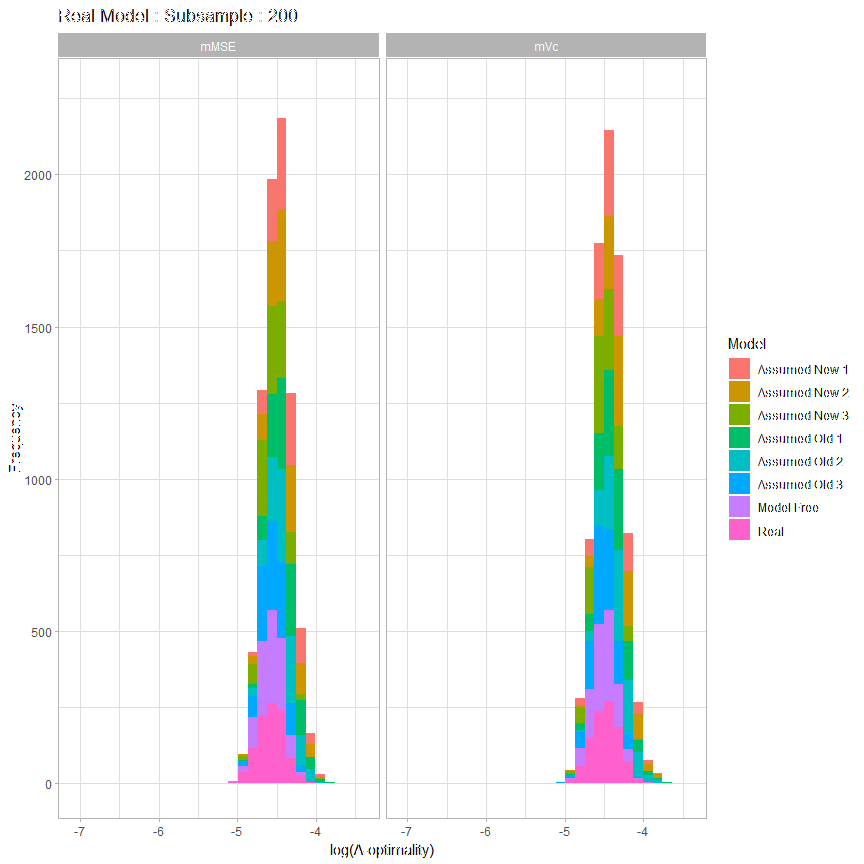 Real Model : Subsample : 200
mMSE
mVc
2000
1500
1000
500
0
Frequency
-7
-6
-5
-4
-7
-6
-5
-4
log(A-optimality)
Model
Assumed New 1
Assumed New 2
Assumed New 3
Assumed Old 1
Assumed Old 2
Assumed Old 3
Model Free
Real